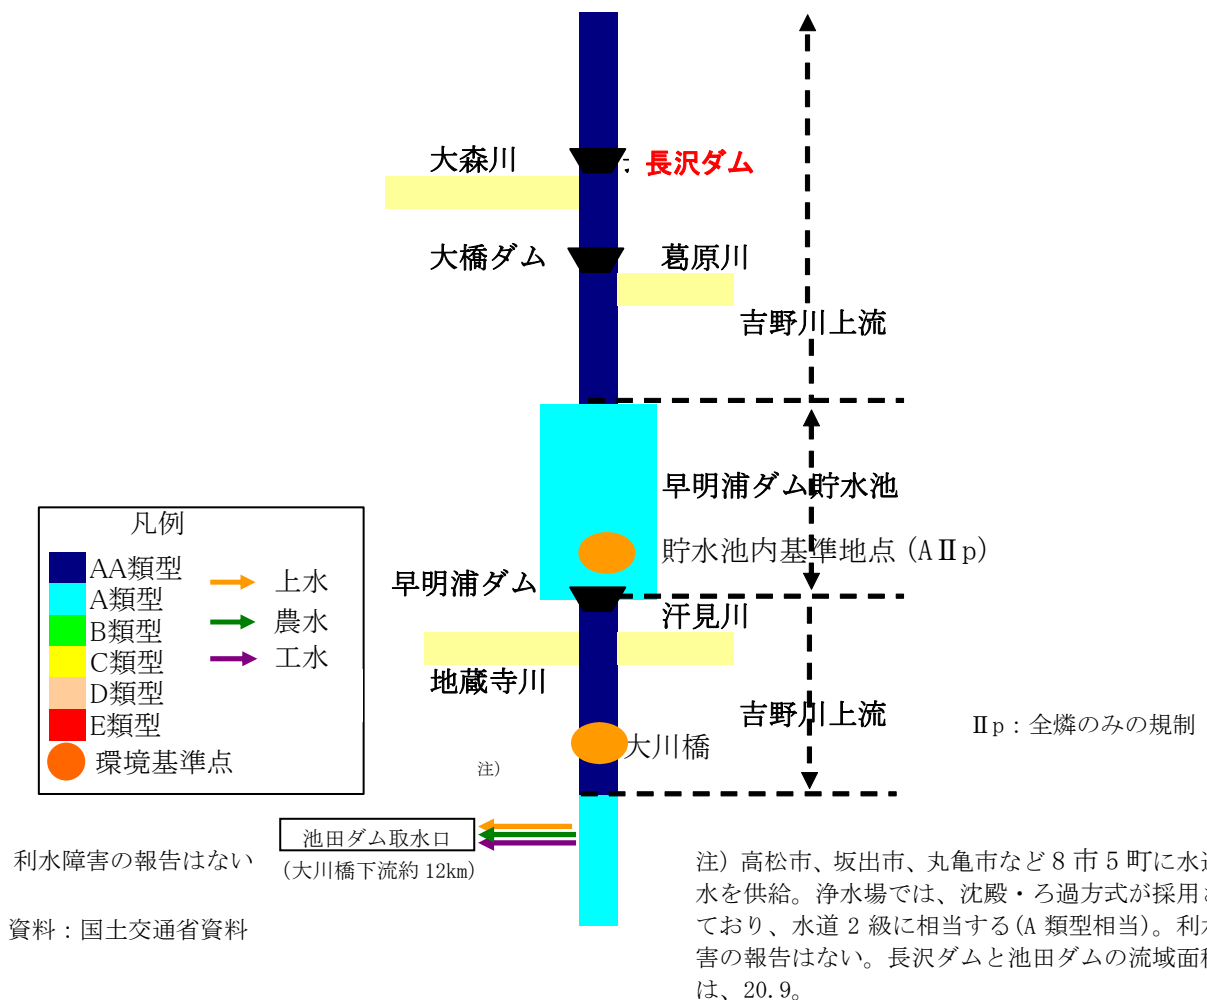 大森川
長沢ダム
大橋ダム
葛原川
吉野川上流
早明浦ダム貯水池
貯水池内基準地点(AⅡp)
早明浦ダム
汗見川
地蔵寺川
吉野川上流
Ⅱp：全燐のみの規制
大川橋
注)
凡例
AA類型
A類型
B類型
C類型
D類型
E類型
環境基準点
上水
農水
工水
池田ダム取水口
(大川橋下流約12km)
利水障害の報告はない
資料：国土交通省資料
注）高松市、坂出市、丸亀市など８市５町に水道
水を供給。浄水場では、沈殿・ろ過方式が採用さ
ており、水道２級に相当する(A 類型相当)。利水
害の報告はない。長沢ダムと池田ダムの流域面積
は、20.9。